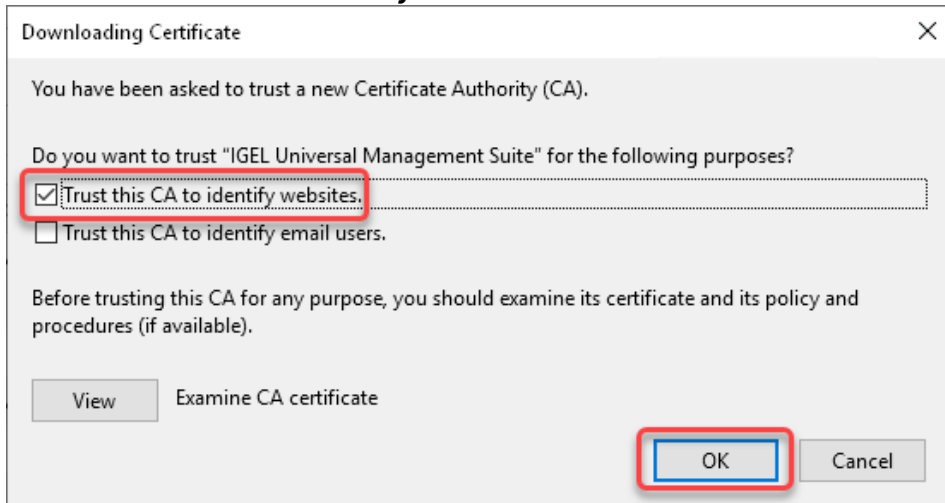 Downloading Certificate
You have been asked to trust a new Certificate Authority (CA).
Do you want to trust “IGEL Universal Management Suite” for the following purposes?
Trust this CA to identify websites.
Trust this CA to identify email users.
Before trusting this CA for any purpose, you should examine its certificate and its policy and
procedures (if available).
View Examine CA certificate
OK Cancel